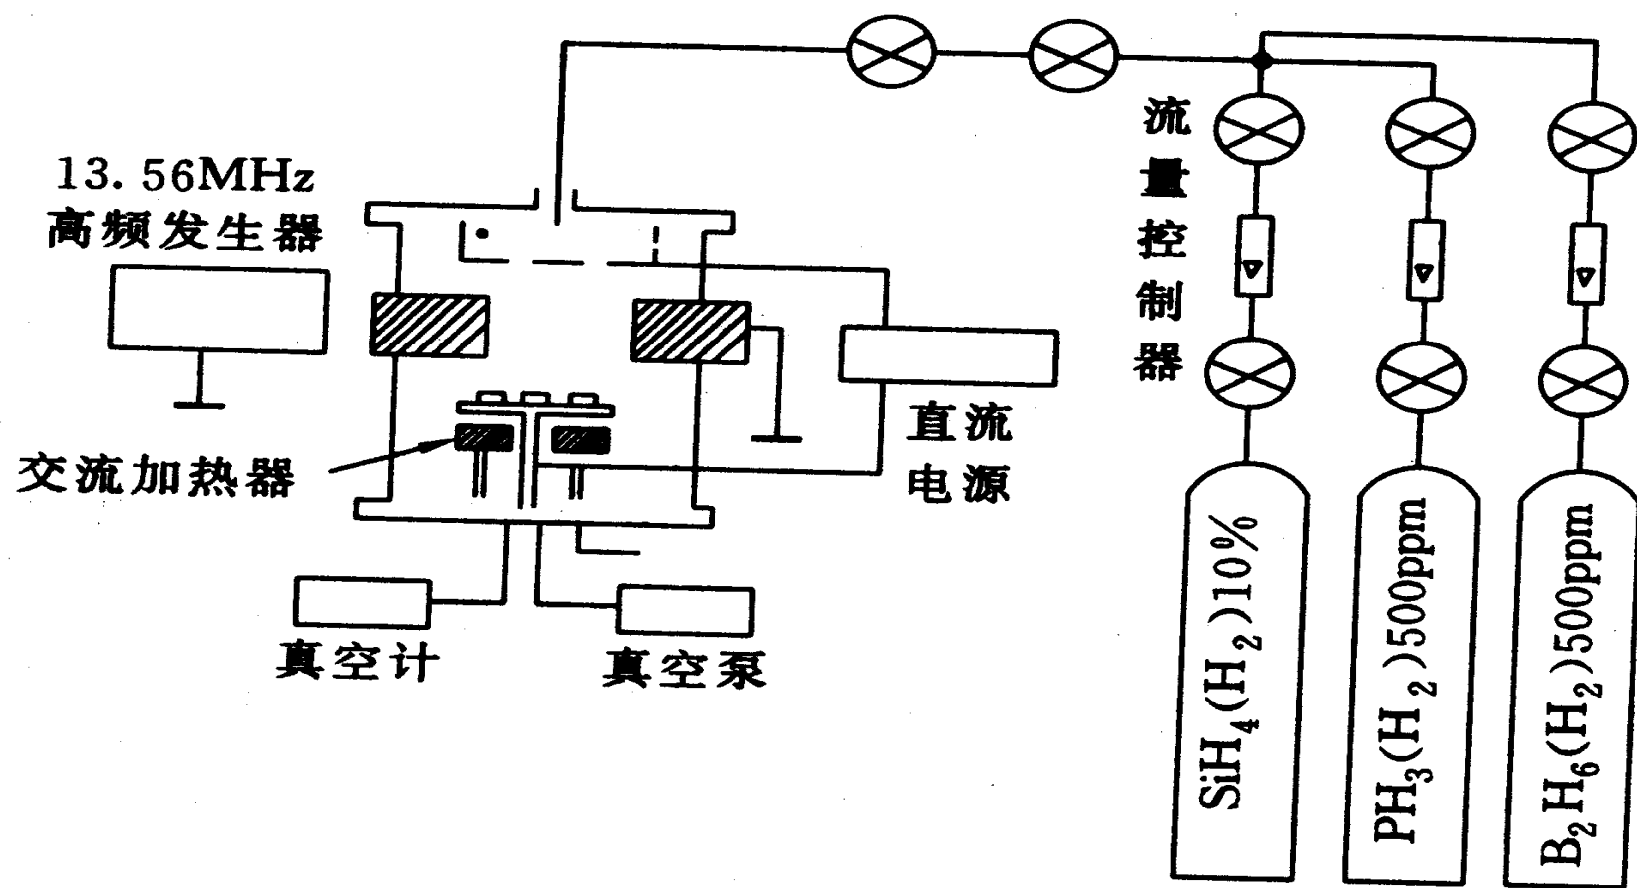 13.56MHz
高频发生器
流量控制器
直流
电源
交流加热器
真空计
真空泵
SiH₄(H₂)10%
PH₃(H₂)500ppm
B₂H₆(H₂)500ppm